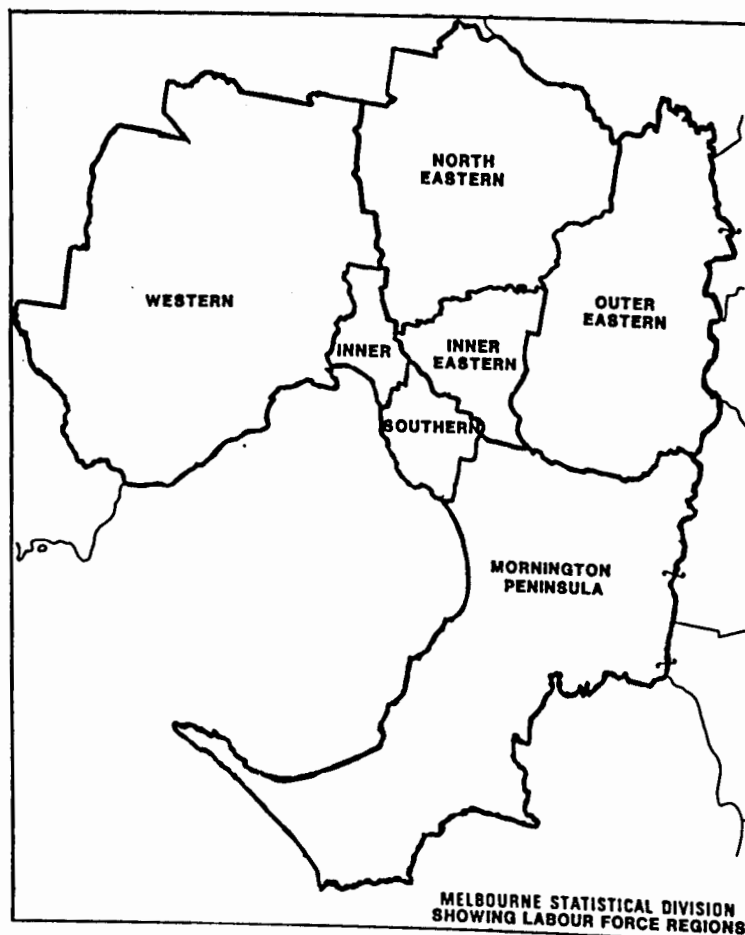 NORTH
EASTERN
WESTERN
OUTER
EASTERN
INNER
INNER
EASTERN
SOUTHERN
MORNINGTON
PENINSULA
MELBOURNE STATISTICAL DIVISION
SHOWING LABOUR FORCE REGIONS